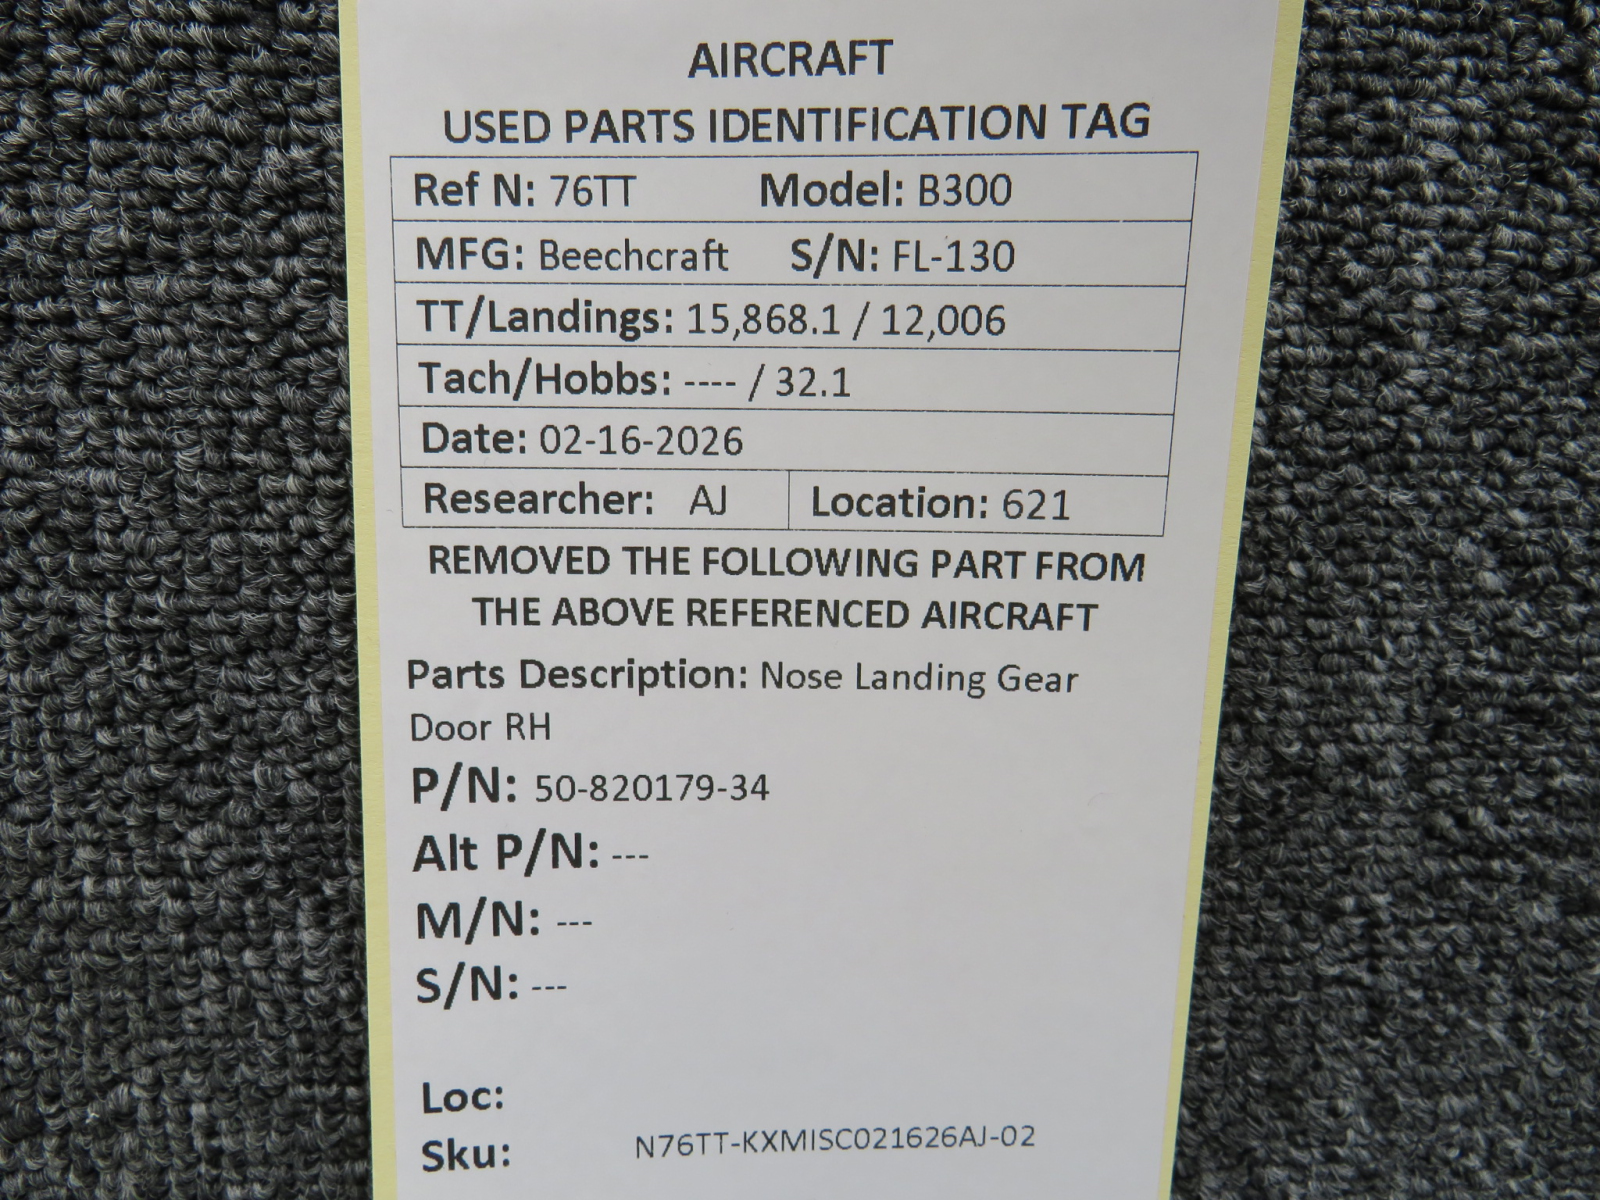 AIRCRAFT
USED PARTS IDENTIFICATION TAG
Ref N: 76TT Model: B300
MFG: Beechcraft S/N: FL-130
TT/Landings: 15,868.1 / 12,006
Tach/Hobbs: ---- / 32.1
Date: 02-16-2026
Researcher: AJ Location: 621
REMOVED THE FOLLOWING PART FROM
THE ABOVE REFERENCED AIRCRAFT
Parts Description: Nose Landing Gear
Door RH
P/N: 50-820179-34
Alt P/N: ---
M/N: ---
S/N: ---
Loc:
Sku: N76TT-KXMISC021626AJ-02